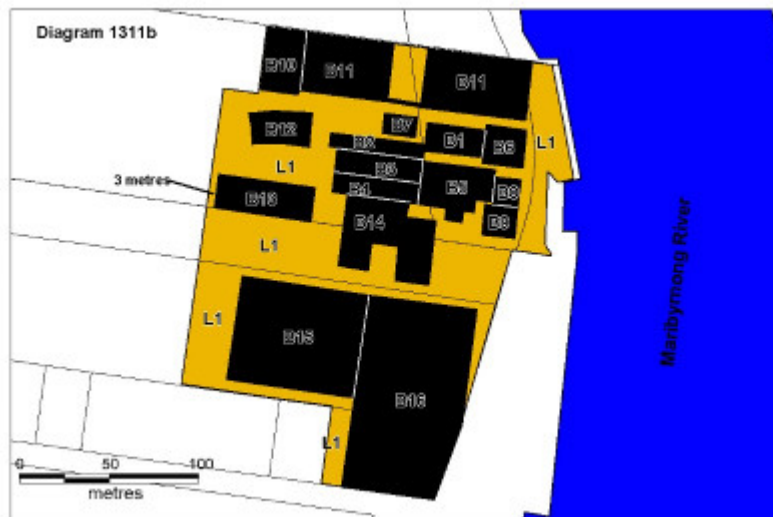 Diagram 1311b
B10
B11
B11
B12
B7
B2
B1
B6
L1
L1
B3
3 metres
B4
B5
B8
B13
B14
B9
L1
L1
B15
B16
L1
Maribyrnong River
0 50 100
metres